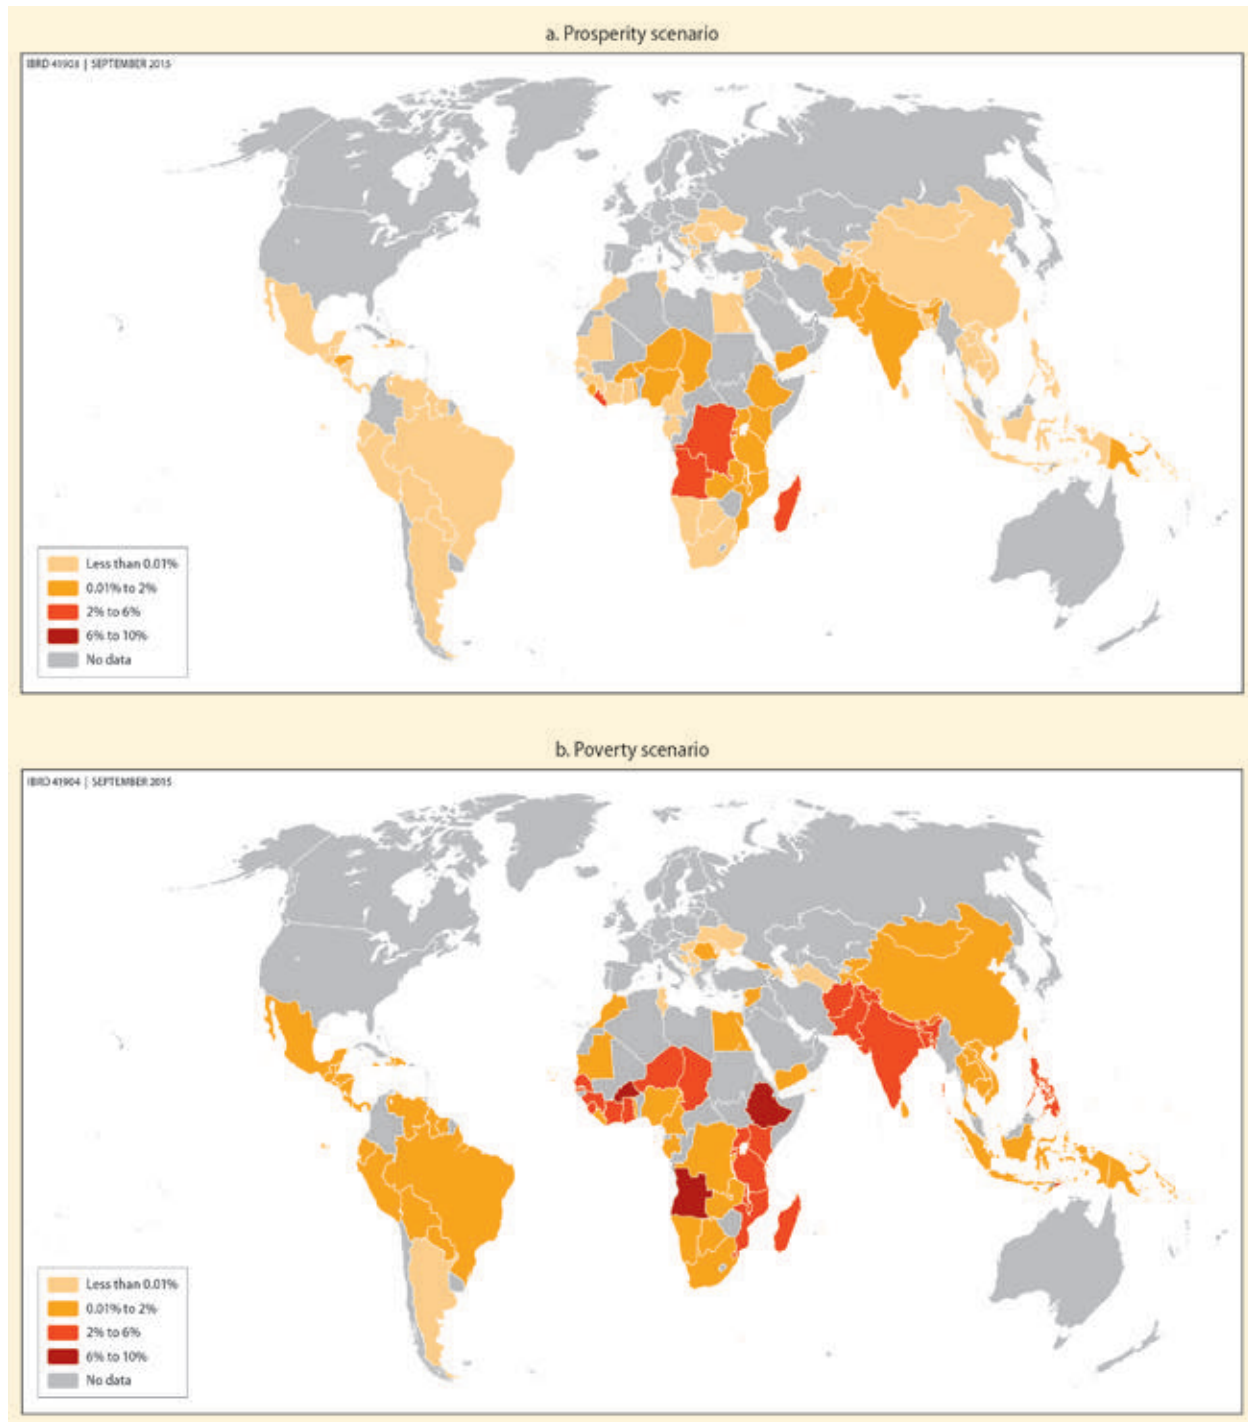 a. Prosperity scenario
IBRD 41903 | SEPTEMBER 2015
Less than 0.01%
0.01% to 2%
2% to 6%
6% to 10%
No data
b. Poverty scenario
IBRD 41904 | SEPTEMBER 2015
Less than 0.01%
0.01% to 2%
2% to 6%
6% to 10%
No data